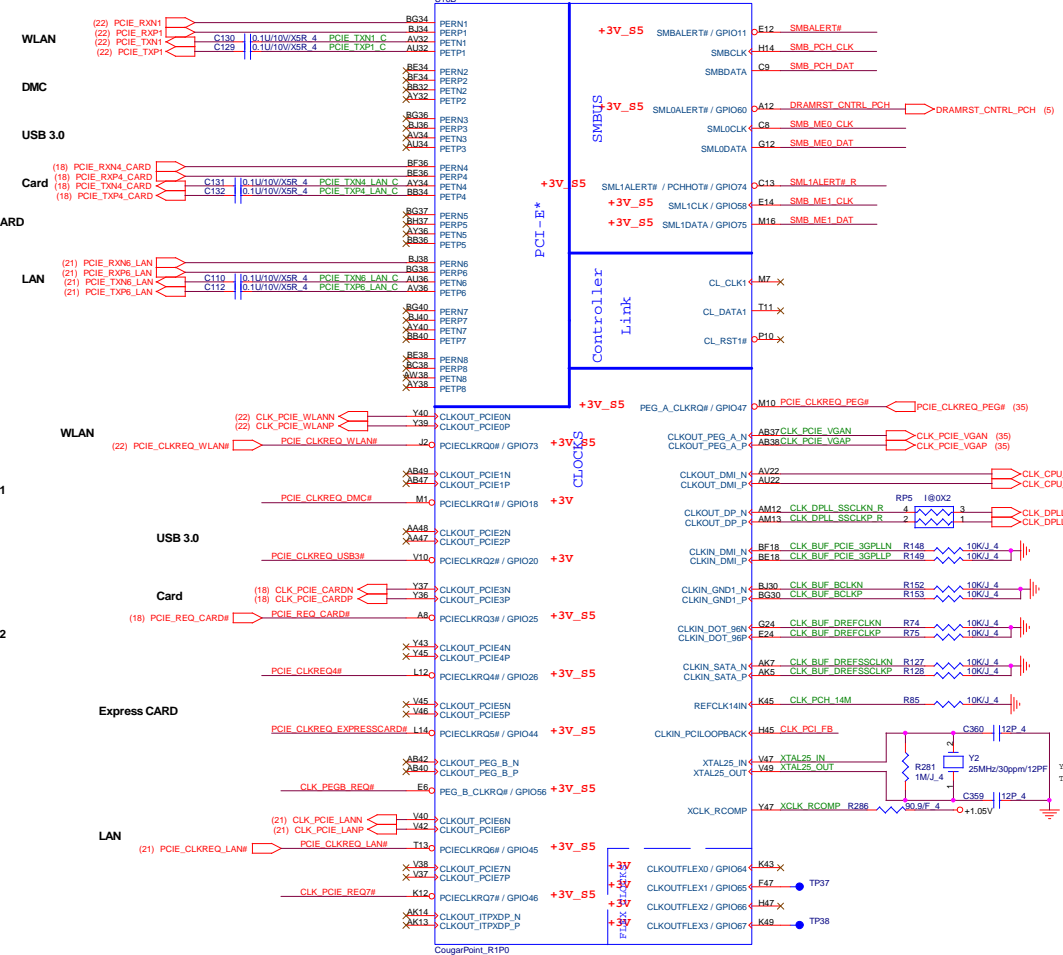 WLAN
(22) PCIE_RXN1
(22) PCIE_RXP1
(22) PCIE_TXN1
(22) PCIE_TXP1
C130 0.1U/10V/X5R_4 PCIE_TXN1_C
C129 0.1U/10V/X5R_4 PCIE_TXP1_C
BG34 PERN1
BJ34 PERP1
AV32 PETN1
AU32 PETP1
DMC
BE34 PERN2
BF34 PERP2
BB32 PETN2
AY32 PETP2
USB 3.0
BG36 PERN3
BJ36 PERP3
AV34 PETN3
AU34 PETP3
Card
(18) PCIE_RXN4_CARD
(18) PCIE_RXP4_CARD
(18) PCIE_TXN4_CARD
(18) PCIE_TXP4_CARD
C131 0.1U/10V/X5R_4 PCIE_TXN4_LAN_C
C132 0.1U/10V/X5R_4 PCIE_TXP4_LAN_C
BF36 PERN4
BE36 PERP4
AY34 PETN4
BB34 PETP4
ARD
BG37 PERN5
BH37 PERP5
AY36 PETN5
BB36 PETP5
LAN
(21) PCIE_RXN6_LAN
(21) PCIE_RXP6_LAN
(21) PCIE_TXN6_LAN
(21) PCIE_TXP6_LAN
C110 0.1U/10V/X5R_4 PCIE_TXN6_LAN_C
C112 0.1U/10V/X5R_4 PCIE_TXP6_LAN_C
BJ38 PERN6
BG38 PERP6
AU36 PETN6
AV36 PETP6
BG40 PERN7
BJ40 PERP7
AY40 PETN7
BB40 PETP7
BE38 PERN8
BC38 PERP8
AW38 PETN8
AY38 PETP8
PCI-E*
WLAN
(22) CLK_PCIE_WLANN Y40 CLKOUT_PCIE0N
(22) CLK_PCIE_WLANP Y39 CLKOUT_PCIE0P
(22) PCIE_CLKREQ_WLAN# PCIE_CLKREQ_WLAN# J2 PCIECLKRQ0# / GPIO73 +3V_S5
AB49 CLKOUT_PCIE1N
AB47 CLKOUT_PCIE1P
1
PCIE_CLKREQ_DMC# M1 PCIECLKRQ1# / GPIO18 +3V
USB 3.0
AA48 CLKOUT_PCIE2N
AA47 CLKOUT_PCIE2P
PCIE_CLKREQ_USB3# V10 PCIECLKRQ2# / GPIO20 +3V
Card
(18) CLK_PCIE_CARDN Y37 CLKOUT_PCIE3N
(18) CLK_PCIE_CARDP Y36 CLKOUT_PCIE3P
(18) PCIE_REQ_CARD# PCIE_REQ_CARD# A8 PCIECLKRQ3# / GPIO25 +3V_S5
2
Y43 CLKOUT_PCIE4N
Y45 CLKOUT_PCIE4P
PCIE_CLKREQ4# L12 PCIECLKRQ4# / GPIO26 +3V_S5
Express CARD
V45 CLKOUT_PCIE5N
V46 CLKOUT_PCIE5P
PCIE_CLKREQ_EXPRESSCARD# L14 PCIECLKRQ5# / GPIO44 +3V_S5
AB42 CLKOUT_PEG_B_N
AB40 CLKOUT_PEG_B_P
CLK_PEGB_REQ# E6 PEG_B_CLKRQ# / GPIO56 +3V_S5
LAN
(21) CLK_PCIE_LANN V40 CLKOUT_PCIE6N
(21) CLK_PCIE_LANP V42 CLKOUT_PCIE6P
(21) PCIE_CLKREQ_LAN# PCIE_CLKREQ_LAN# T13 PCIECLKRQ6# / GPIO45 +3V_S5
V38 CLKOUT_PCIE7N
V37 CLKOUT_PCIE7P
CLK_PCIE_REQ7# K12 PCIECLKRQ7# / GPIO46 +3V_S5
AK14 CLKOUT_ITPXDP_N
AK13 CLKOUT_ITPXDP_P
CougarPoint_R1P0
SMBUS
+3V_S5 SMBALERT# / GPIO11 E12 SMBALERT#
SMBCLK H14 SMB_PCH_CLK
SMBDATA C9 SMB_PCH_DAT
+3V_S5 SML0ALERT# / GPIO60 A12 DRAMRST_CNTRL_PCH DRAMRST_CNTRL_PCH (5)
SML0CLK C8 SMB_ME0_CLK
SML0DATA G12 SMB_ME0_DAT
+3V_S5 SML1ALERT# / PCHHOT# / GPIO74 C13 SML1ALERT#_R
+3V_S5 SML1CLK / GPIO58 E14 SMB_ME1_CLK
+3V_S5 SML1DATA / GPIO75 M16 SMB_ME1_DAT
Controller
Link
CL_CLK1 M7
CL_DATA1 T11
CL_RST1# P10
CLOCKS
+3V_S5 PEG_A_CLKRQ# / GPIO47 M10 PCIE_CLKREQ_PEG# PCIE_CLKREQ_PEG# (35)
CLKOUT_PEG_A_N AB37 CLK_PCIE_VGAN CLK_PCIE_VGAN (35)
CLKOUT_PEG_A_P AB38 CLK_PCIE_VGAP CLK_PCIE_VGAP (35)
CLKOUT_DMI_N AV22 CLK_CPU
CLKOUT_DMI_P AU22 CLK_CPU
RP5 I@0X2
CLKOUT_DP_N AM12 CLK_DPLL_SSCLKN_R 4 3 CLK_DPLL
CLKOUT_DP_P AM13 CLK_DPLL_SSCLKP_R 2 1 CLK_DPLL
CLKIN_DMI_N BF18 CLK_BUF_PCIE_3GPLLN R148 10K/J_4
CLKIN_DMI_P BE18 CLK_BUF_PCIE_3GPLLP R149 10K/J_4
CLKIN_GND1_N BJ30 CLK_BUF_BCLKN R152 10K/J_4
CLKIN_GND1_P BG30 CLK_BUF_BCLKP R153 10K/J_4
CLKIN_DOT_96N G24 CLK_BUF_DREFCLKN R74 10K/J_4
CLKIN_DOT_96P E24 CLK_BUF_DREFCLKP R75 10K/J_4
CLKIN_SATA_N AK7 CLK_BUF_DREFSSCLKN R127 10K/J_4
CLKIN_SATA_P AK5 CLK_BUF_DREFSSCLKP R128 10K/J_4
REFCLK14IN K45 CLK_PCH_14M R85 10K/J_4
CLKIN_PCILOOPBACK H45 CLK_PCI_FB
C360 12P_4
XTAL25_IN V47 XTAL25_IN
XTAL25_OUT V49 XTAL25_OUT
R281
1M/J_4
2
Y2
25MHz/30ppm/12PF
1
C359 12P_4
XCLK_RCOMP Y47 XCLK_RCOMP R286 90.9/F_4 +1.05V
+3V CLKOUTFLEX0 / GPIO64 K43
+3V CLKOUTFLEX1 / GPIO65 F47 TP37
+3V CLKOUTFLEX2 / GPIO66 H47
+3V CLKOUTFLEX3 / GPIO67 K49 TP38